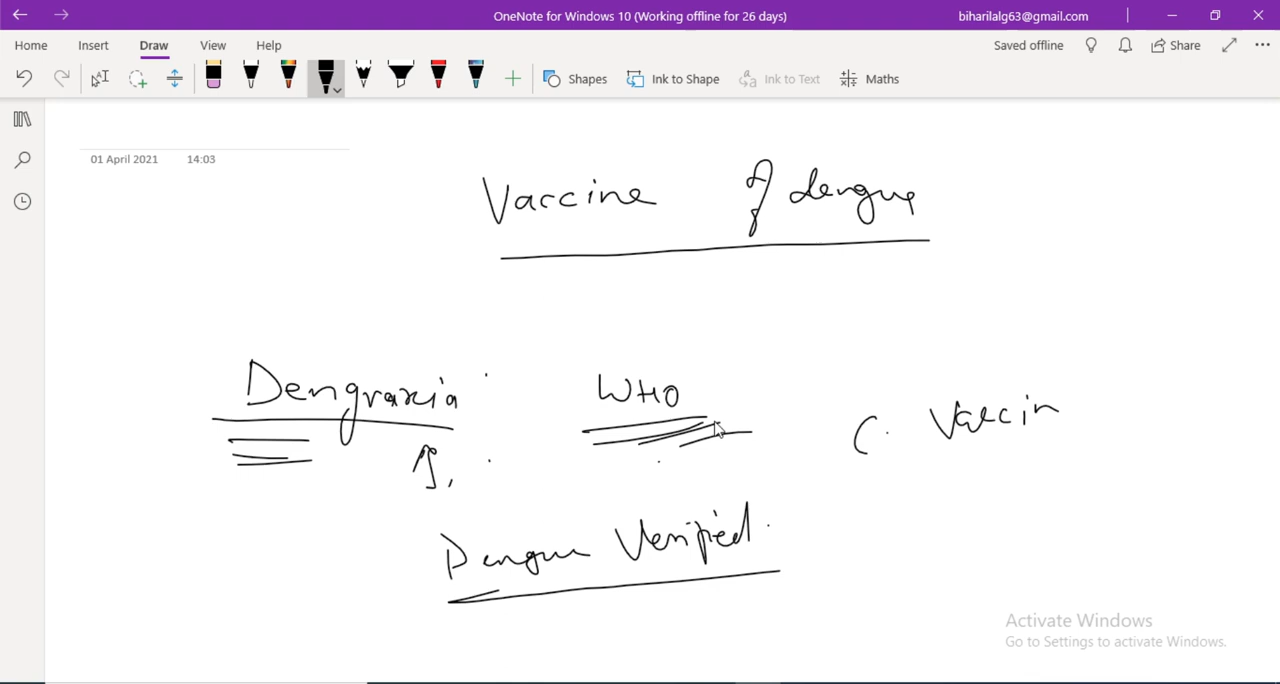 OneNote for Windows 10 (Working offline for 26 days) biharilalg63@gmail.com
Home Insert Draw View Help Saved offline Share
Shapes Ink to Shape Ink to Text Maths
01 April 2021 14:03
Vaccine of dengue
Dengraxia WHO C. Vaccin
Dengue Verified.
Activate Windows
Go to Settings to activate Windows.